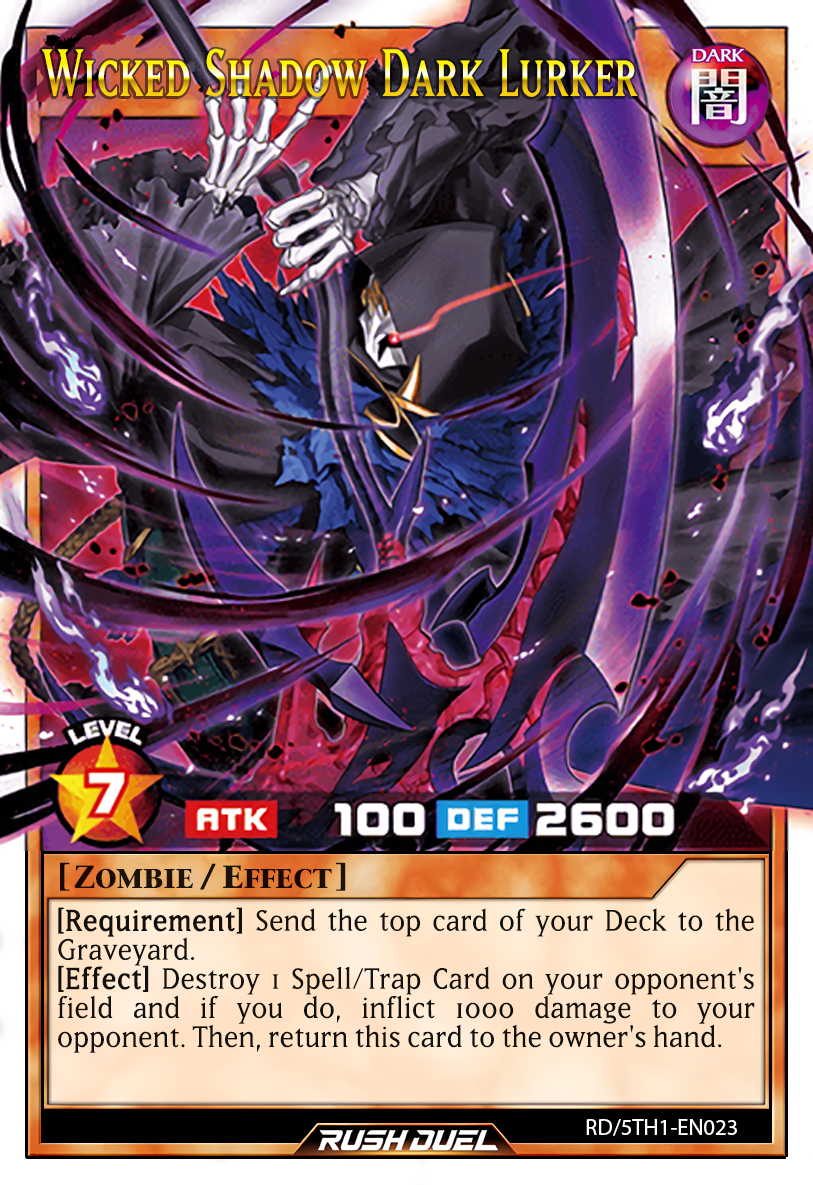 Wicked Shadow Dark Lurker
DARK
闇
LEVEL
7
ATK 100 DEF 2600
[Zombie / Effect]
[Requirement] Send the top card of your Deck to the
Graveyard.
[Effect] Destroy 1 Spell/Trap Card on your opponent's
field and if you do, inflict 1000 damage to your
opponent. Then, return this card to the owner's hand.
RUSH DUEL
RD/5TH1-EN023